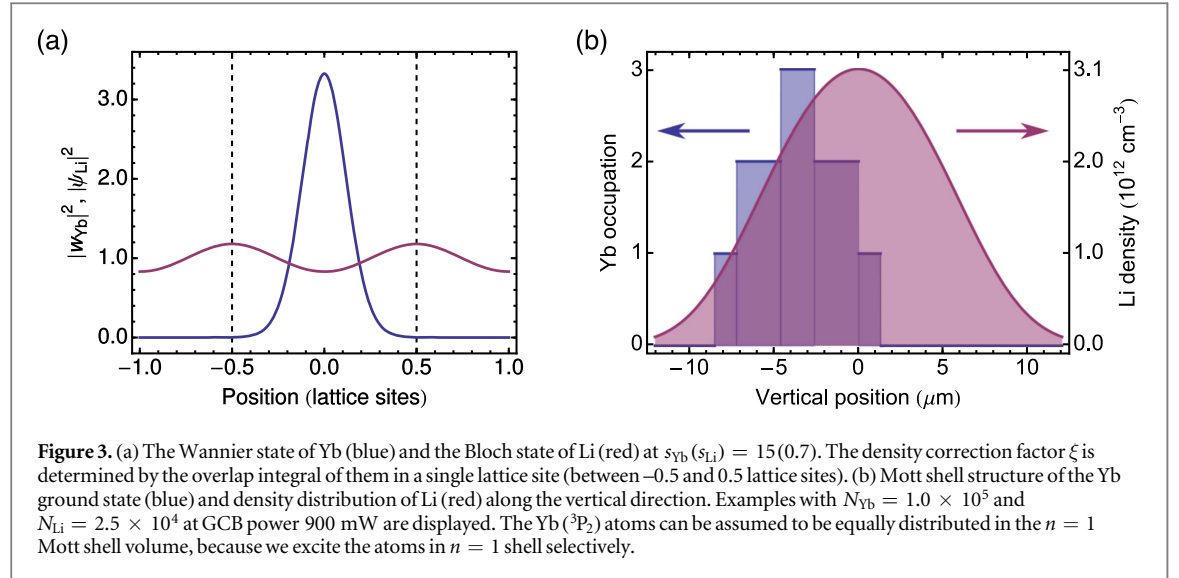 (a)
(b)
|wYb|², |ψLi|²
3.0
2.0
1.0
0.0
−1.0 −0.5 0.0 0.5 1.0
Position (lattice sites)
Yb occupation
3
2
1
0
3.1
2.0
1.0
0.0
Li density (10¹² cm⁻³)
−10 −5 0 5 10
Vertical position (μm)
Figure 3. (a) The Wannier state of Yb (blue) and the Bloch state of Li (red) at sYb (sLi) = 15(0.7). The density correction factor ξ is
determined by the overlap integral of them in a single lattice site (between –0.5 and 0.5 lattice sites). (b) Mott shell structure of the Yb
ground state (blue) and density distribution of Li (red) along the vertical direction. Examples with NYb = 1.0 × 10⁵ and
NLi = 2.5 × 10⁴ at GCB power 900 mW are displayed. The Yb (³P₂) atoms can be assumed to be equally distributed in the n = 1
Mott shell volume, because we excite the atoms in n = 1 shell selectively.